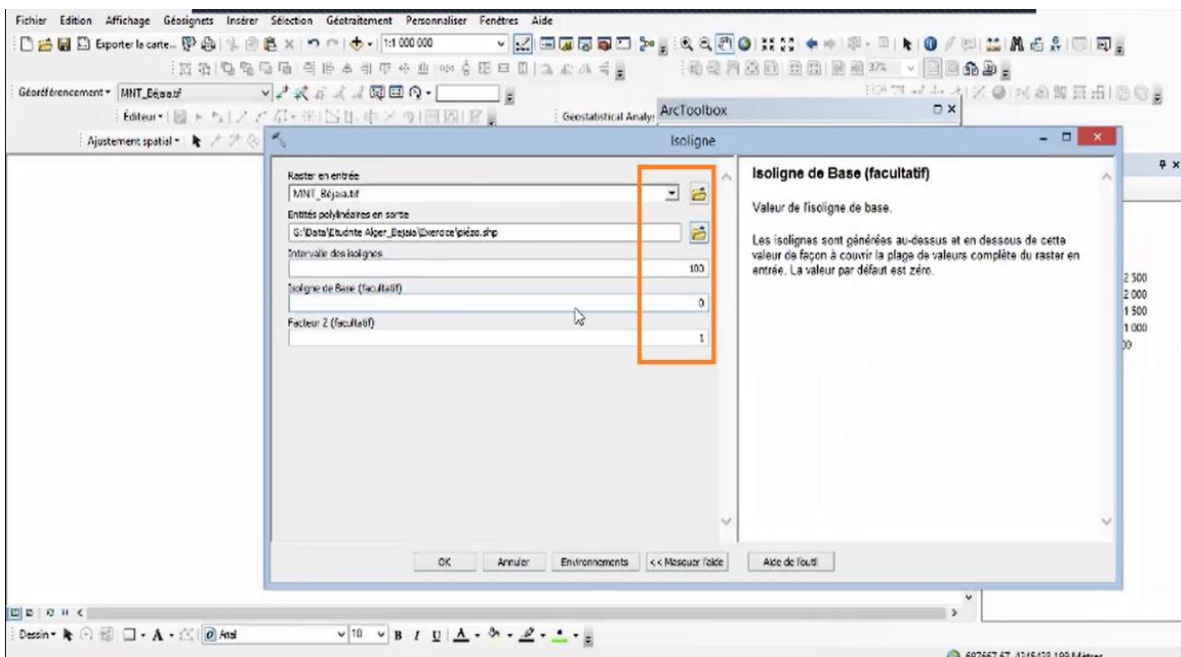 Fichier Edition Affichage Géosignets Insérer Sélection Géotraitement Personnaliser Fenêtres Aide
Exporter la carte... 1:1 000 000
37%
Géoréférencement MNT_Béjaia.tif
Éditeur Geostatistical Analy
ArcToolbox
Ajustement spatial
Isoligne
Raster en entrée
MNT_Béjaia.tif
Entités polylinéaires en sortie
G:\Data\Etudnte Alger_Bejaia\Exercice\piézo.shp
Intervalle des isolignes
100
Isoligne de Base (facultatif)
0
Facteur Z (facultatif)
1
Isoligne de Base (facultatif)
Valeur de l'isoligne de base.
Les isolignes sont générées au-dessus et en dessous de cette
valeur de façon à couvrir la plage de valeurs complète du raster en
entrée. La valeur par défaut est zéro.
2 500
2 000
1 500
1 000
OK Annuler Environnements << Masquer l'aide Aide de l'outil
Dessin A Arial 10 B I U A